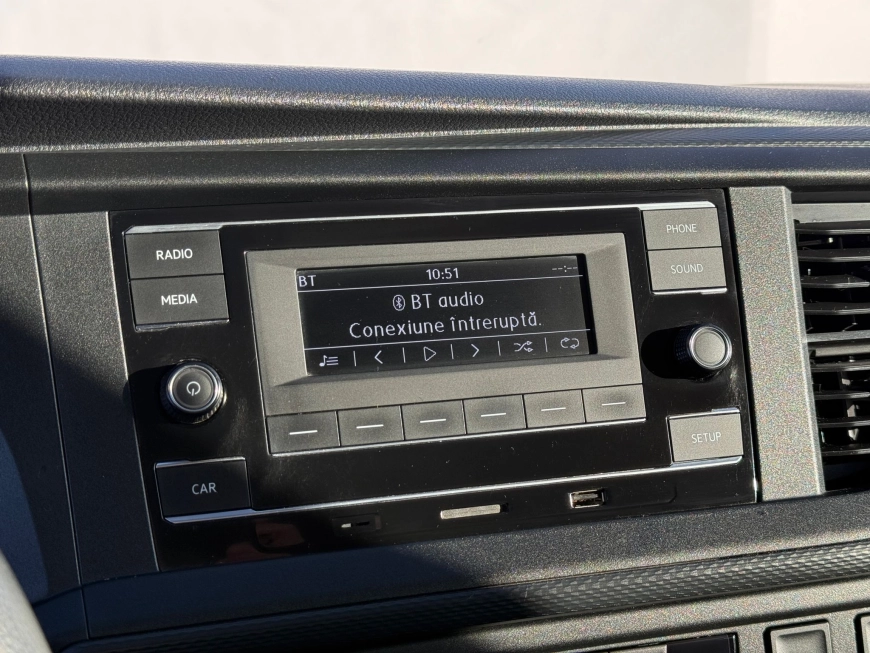 RADIO
MEDIA
CAR
BT 10:51 --:--
BT audio
Conexiune întreruptă.
PHONE
SOUND
SETUP